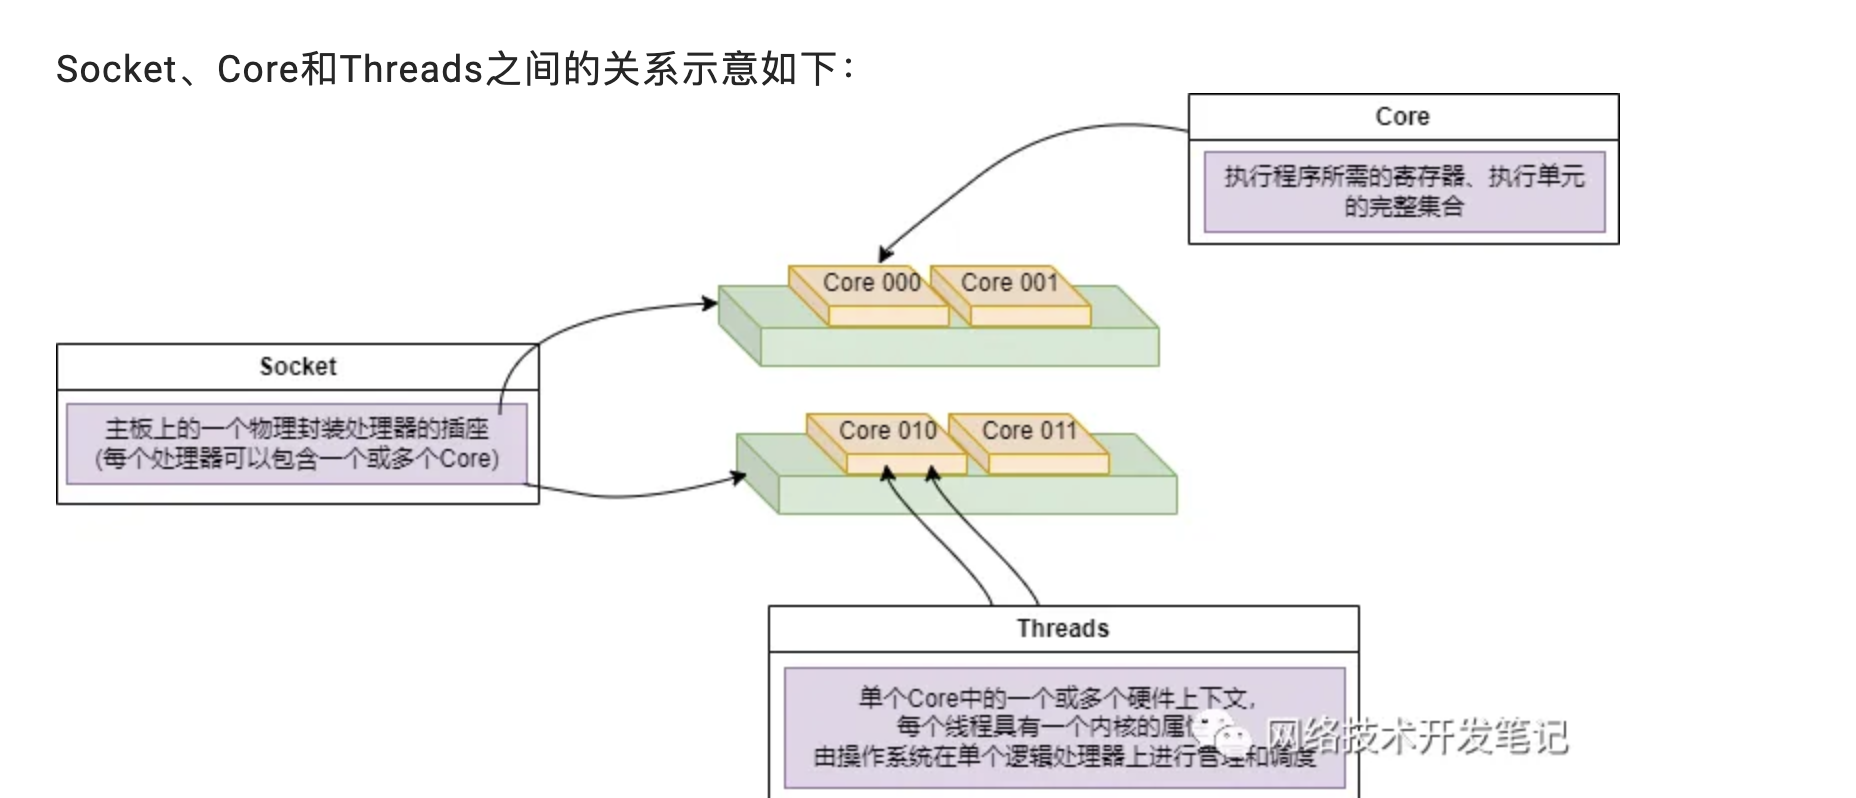 Socket、Core和Threads之间的关系示意如下：
Core
执行程序所需的寄存器、执行单元
的完整集合
Core 000
Core 001
Socket
主板上的一个物理封装处理器的插座
(每个处理器可以包含一个或多个Core)
Core 010
Core 011
Threads
单个Core中的一个或多个硬件上下文，
每个线程具有一个内核的属
网络技术开发笔记
由操作系统在单个逻辑处理器上进行管理和调度